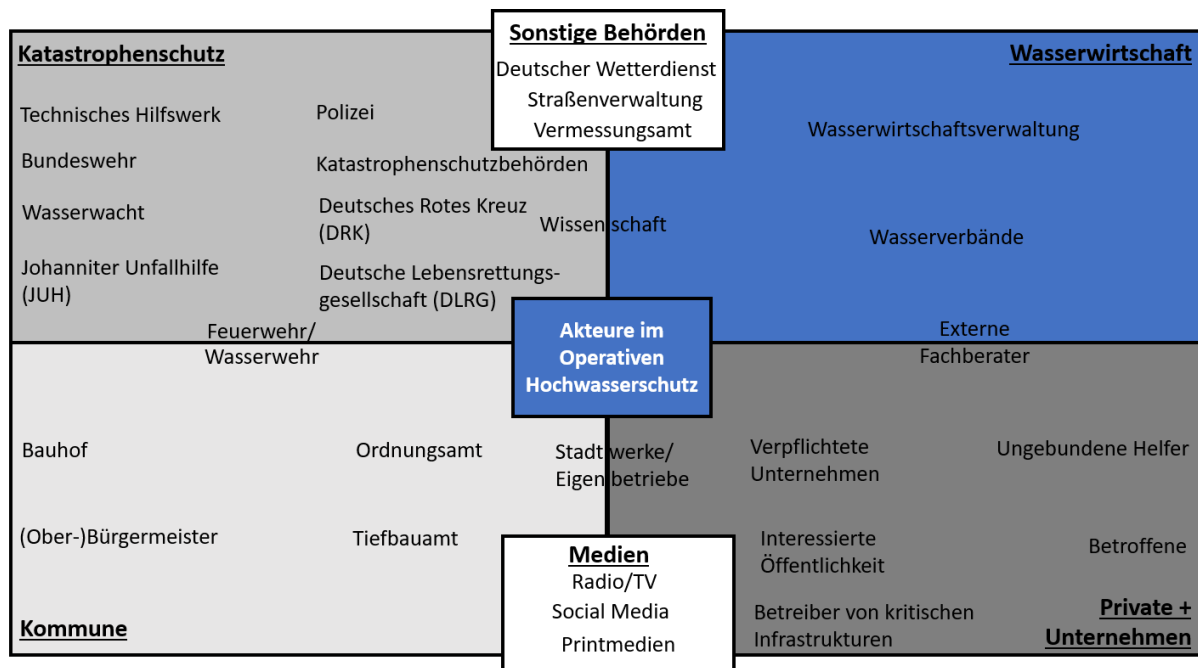 Sonstige Behörden
Deutscher Wetterdienst
Straßenverwaltung
Vermessungsamt
Katastrophenschutz
Technisches Hilfswerk
Polizei
Bundeswehr
Katastrophenschutzbehörden
Wasserwacht
Deutsches Rotes Kreuz
(DRK)
Johanniter Unfallhilfe
(JUH)
Deutsche Lebensrettungs-
gesellschaft (DLRG)
Wissenschaft
Wasserwirtschaft
Wasserwirtschaftsverwaltung
Wasserverbände
Feuerwehr/
Wasserwehr
Akteure im
Operativen
Hochwasserschutz
Externe
Fachberater
Bauhof
Ordnungsamt
Stadtwerke/
Eigenbetriebe
(Ober-)Bürgermeister
Tiefbauamt
Kommune
Medien
Radio/TV
Social Media
Printmedien
Verpflichtete
Unternehmen
Ungebundene Helfer
Interessierte
Öffentlichkeit
Betroffene
Betreiber von kritischen
Infrastrukturen
Private +
Unternehmen